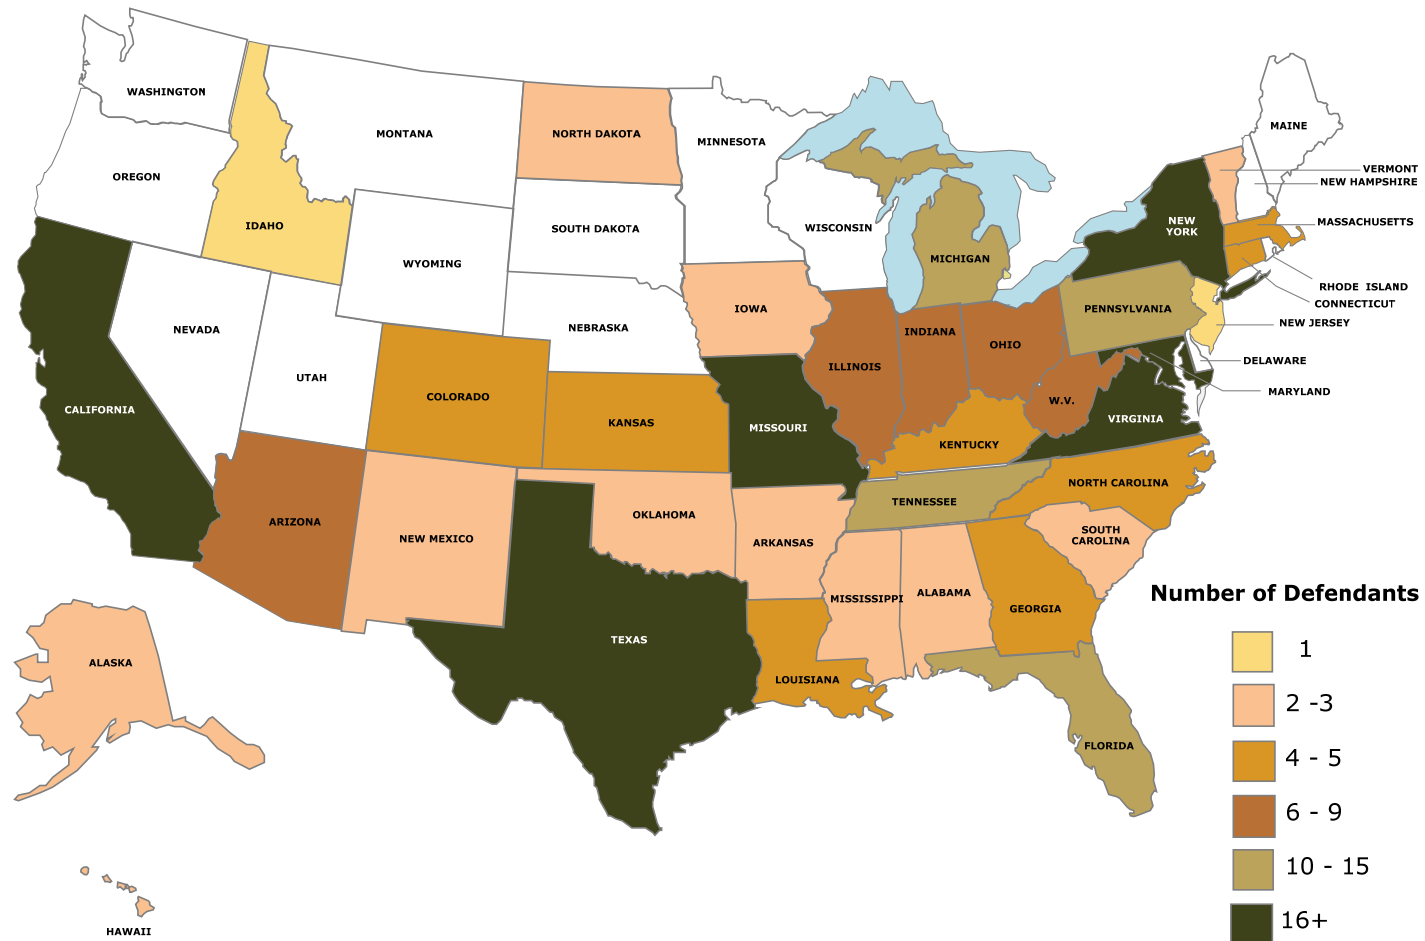 WASHINGTON
MONTANA
NORTH DAKOTA
MINNESOTA
MAINE
OREGON
IDAHO
SOUTH DAKOTA
WISCONSIN
MICHIGAN
NEW
YORK
VERMONT
NEW HAMPSHIRE
MASSACHUSETTS
WYOMING
RHODE ISLAND
CONNECTICUT
NEW JERSEY
NEVADA
NEBRASKA
IOWA
PENNSYLVANIA
ILLINOIS
INDIANA
OHIO
DELAWARE
MARYLAND
UTAH
COLORADO
KANSAS
MISSOURI
W.V.
VIRGINIA
CALIFORNIA
KENTUCKY
ARIZONA
NEW MEXICO
OKLAHOMA
ARKANSAS
TENNESSEE
NORTH CAROLINA
SOUTH
CAROLINA
MISSISSIPPI
ALABAMA
GEORGIA
TEXAS
LOUISIANA
FLORIDA
ALASKA
HAWAII
Number of Defendants
1
2 -3
4 - 5
6 - 9
10 - 15
16+